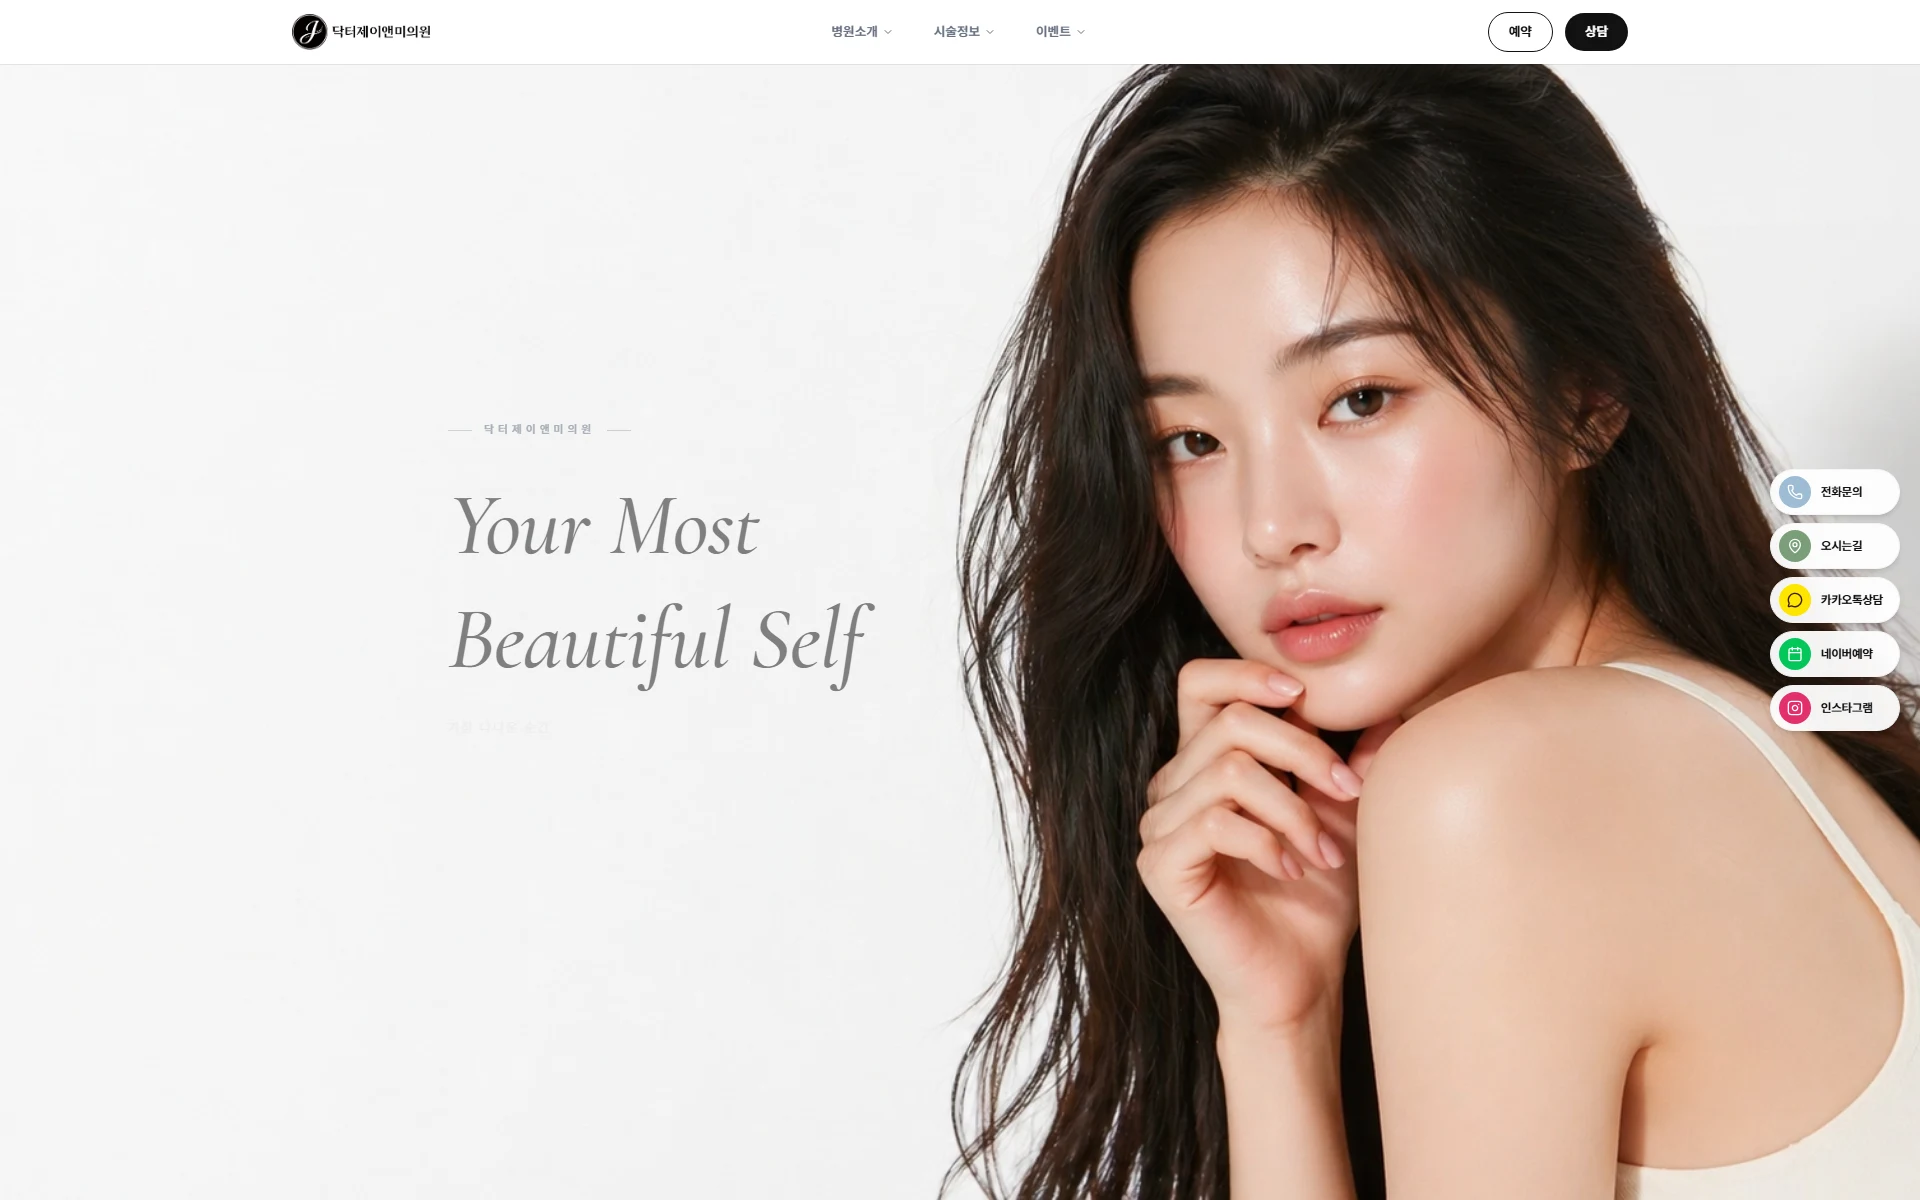 닥터제이앤미의원
병원소개
시술정보
이벤트
예약
상담
닥터제이앤미의원
Your Most
Beautiful Self
전화문의
오시는길
카카오톡상담
네이버예약
인스타그램